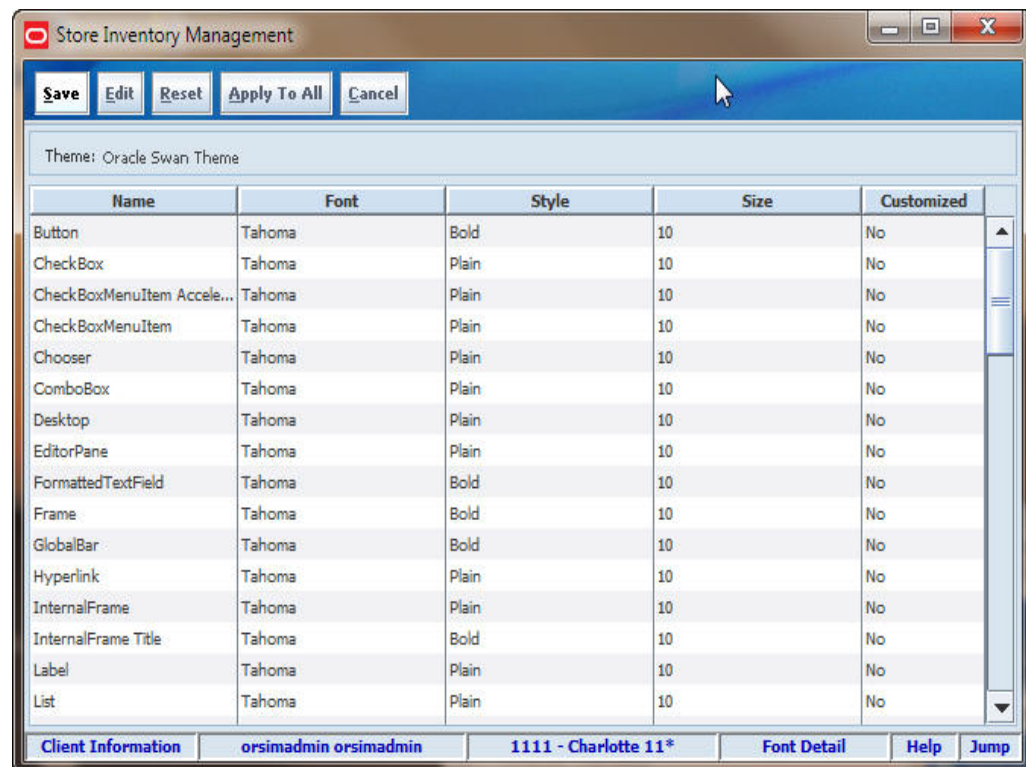 Store Inventory Management
Save Edit Reset Apply To All Cancel
Theme: Oracle Swan Theme
Name Font Style Size Customized
Button Tahoma Bold 10 No
CheckBox Tahoma Plain 10 No
CheckBoxMenuItem Accele... Tahoma Plain 10 No
CheckBoxMenuItem Tahoma Plain 10 No
Chooser Tahoma Plain 10 No
ComboBox Tahoma Plain 10 No
Desktop Tahoma Plain 10 No
EditorPane Tahoma Plain 10 No
FormattedTextField Tahoma Bold 10 No
Frame Tahoma Bold 10 No
GlobalBar Tahoma Bold 10 No
Hyperlink Tahoma Plain 10 No
InternalFrame Tahoma Plain 10 No
InternalFrame Title Tahoma Bold 10 No
Label Tahoma Plain 10 No
List Tahoma Plain 10 No
Client Information orsimadmin orsimadmin 1111 - Charlotte 11* Font Detail Help Jump